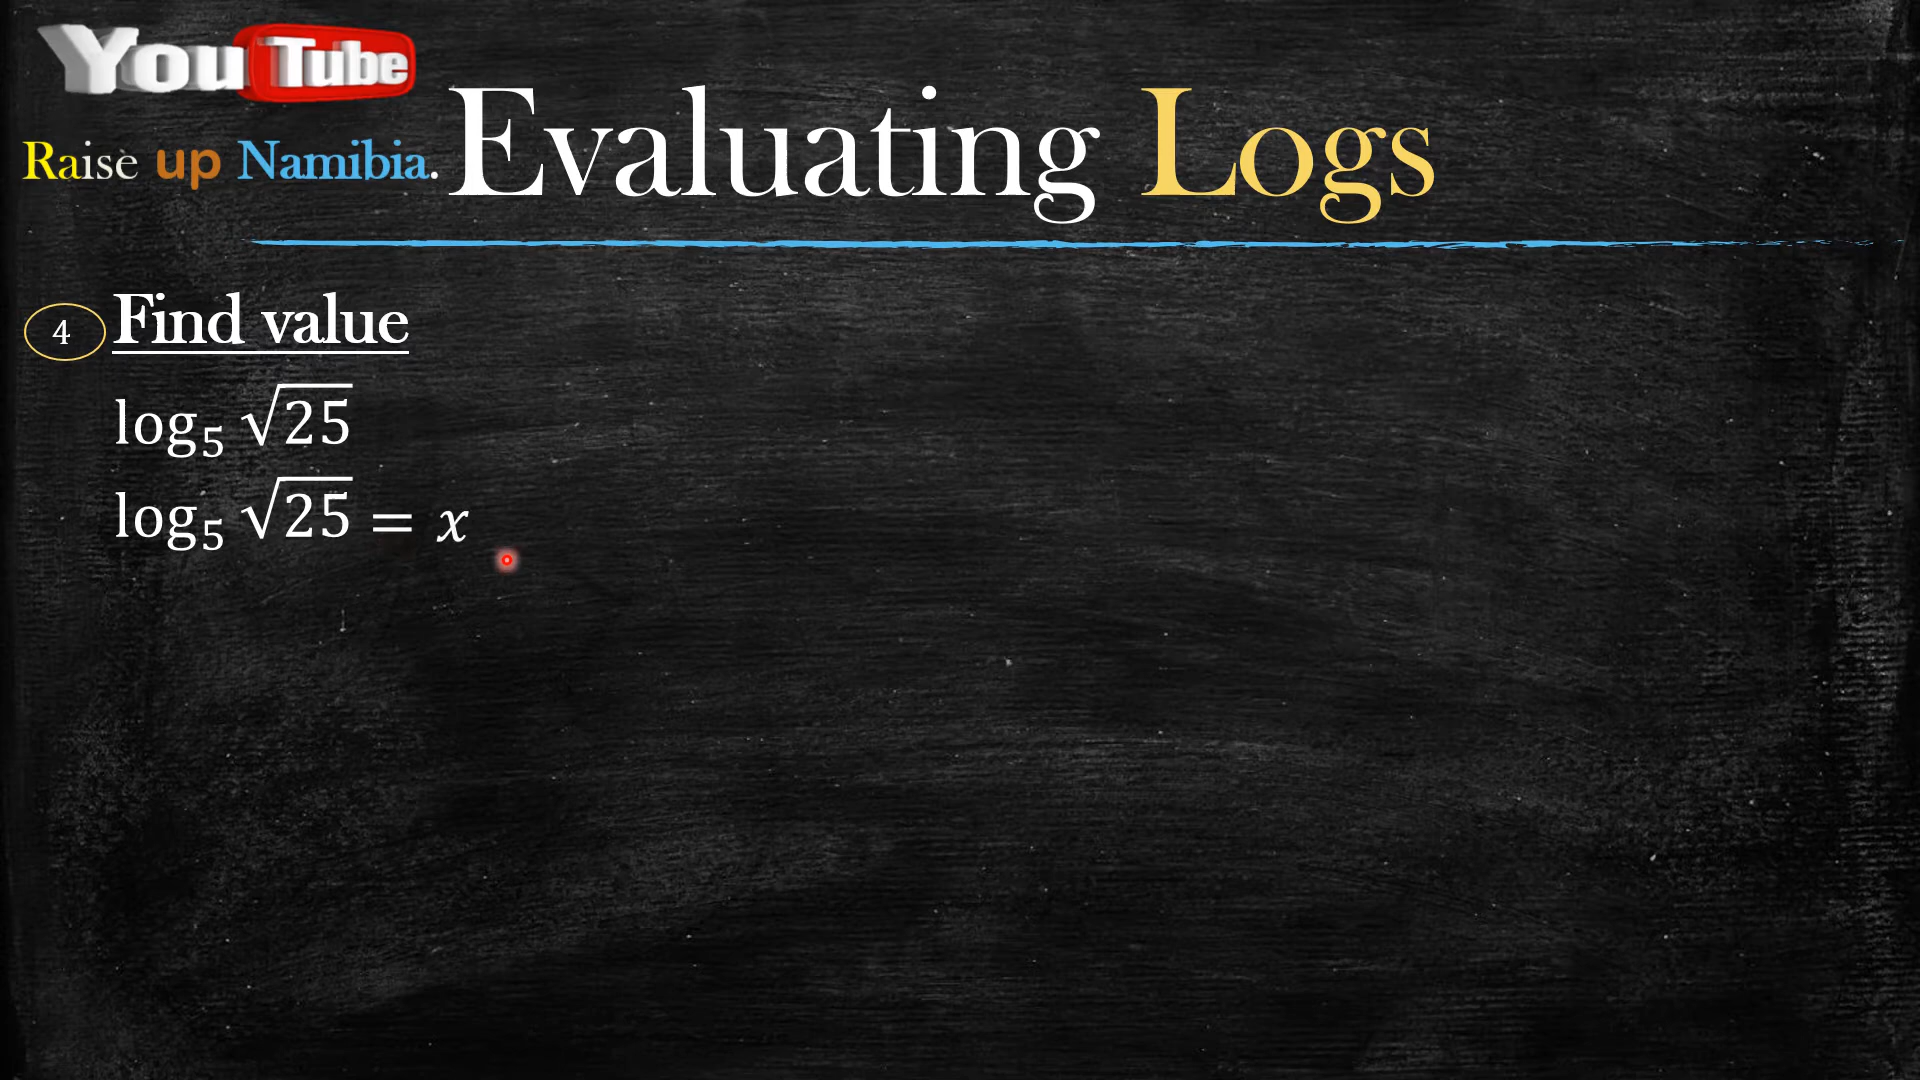 YouTube
Raise up Namibia.
Evaluating Logs
4 Find value
log₅ √25
log₅ √25 = x